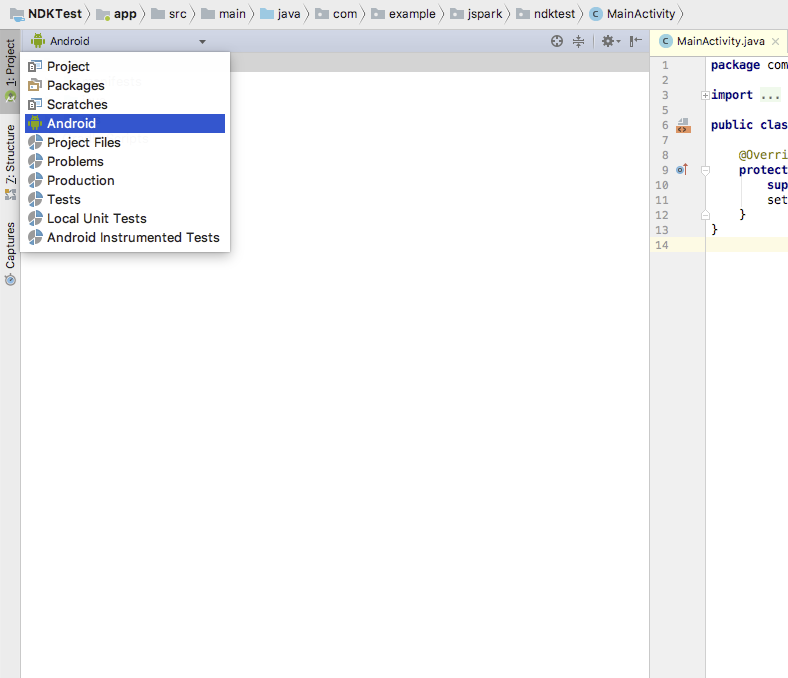 NDKTest app src main java com example jspark ndktest C MainActivity
Android
C MainActivity.java
1: Project
Z: Structure
Captures
Project
Packages
Scratches
Android
Project Files
Problems
Production
Tests
Local Unit Tests
Android Instrumented Tests
1 package com
2
3 import ...
5
6 public clas
7
8 @Overri
9 protect
10 sup
11 set
12 }
13 }
14